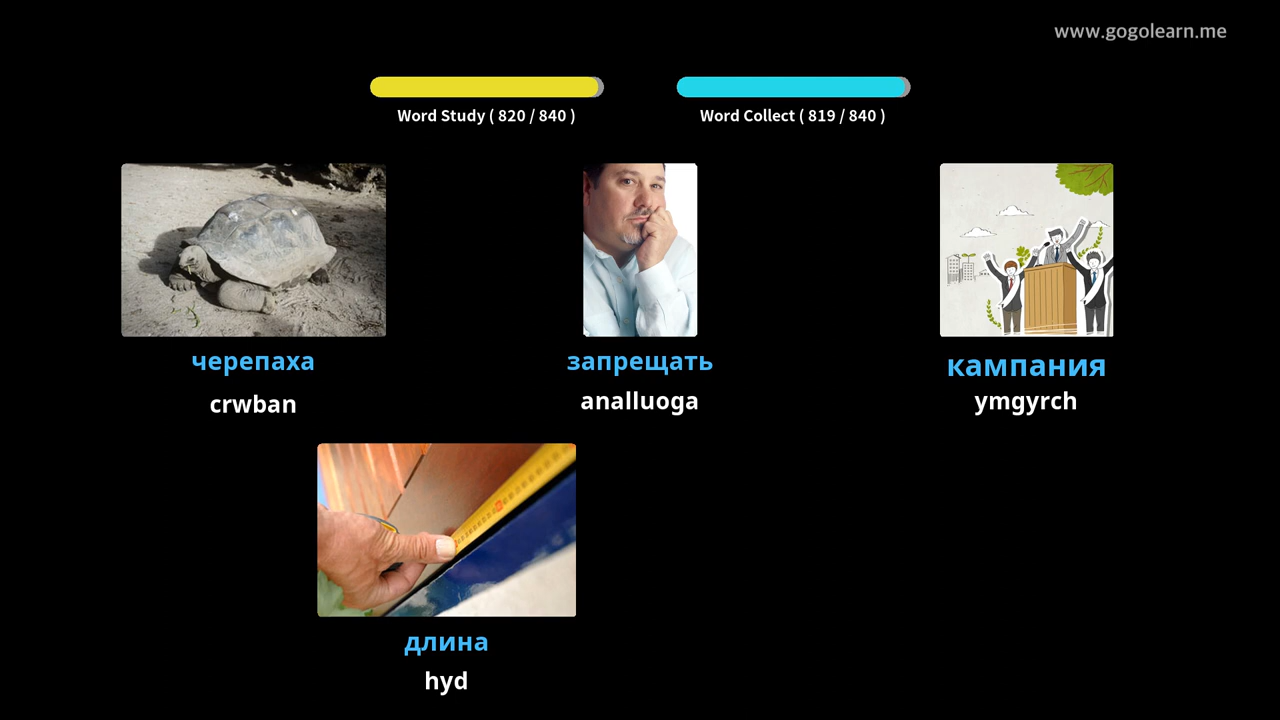 www.gogolearn.me
Word Study ( 820 / 840 )
Word Collect ( 819 / 840 )
черепаха
crwban
запрещать
analluoga
кампания
ymgyrch
длина
hyd